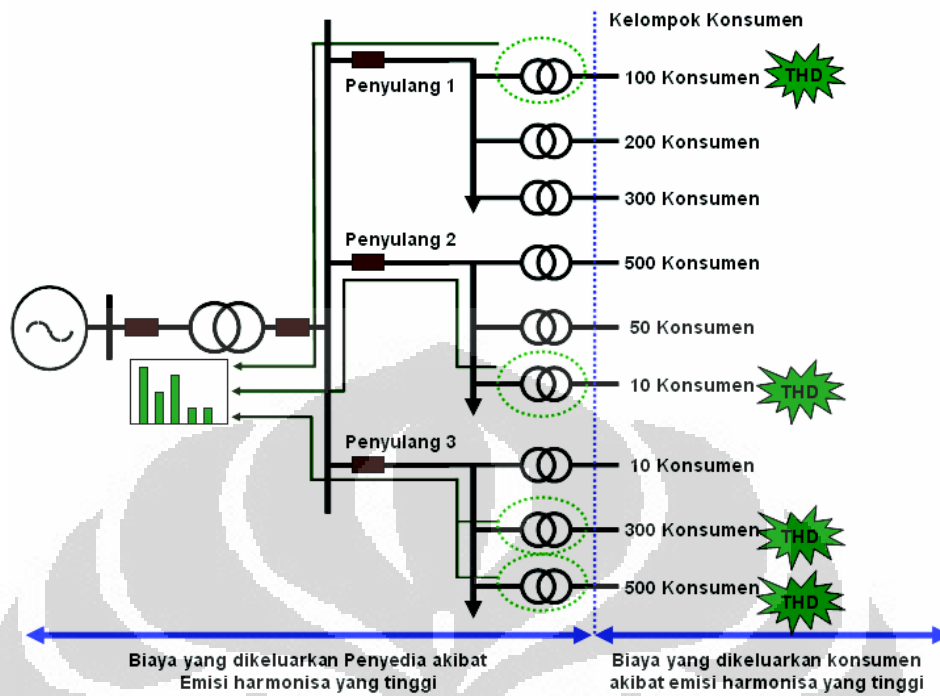 Kelompok Konsumen
Penyulang 1
100 Konsumen
THD
200 Konsumen
300 Konsumen
Penyulang 2
500 Konsumen
50 Konsumen
10 Konsumen
THD
Penyulang 3
10 Konsumen
300 Konsumen
THD
500 Konsumen
THD
Biaya yang dikeluarkan Penyedia akibat
Emisi harmonisa yang tinggi
Biaya yang dikeluarkan konsumen
akibat emisi harmonisa yang tinggi